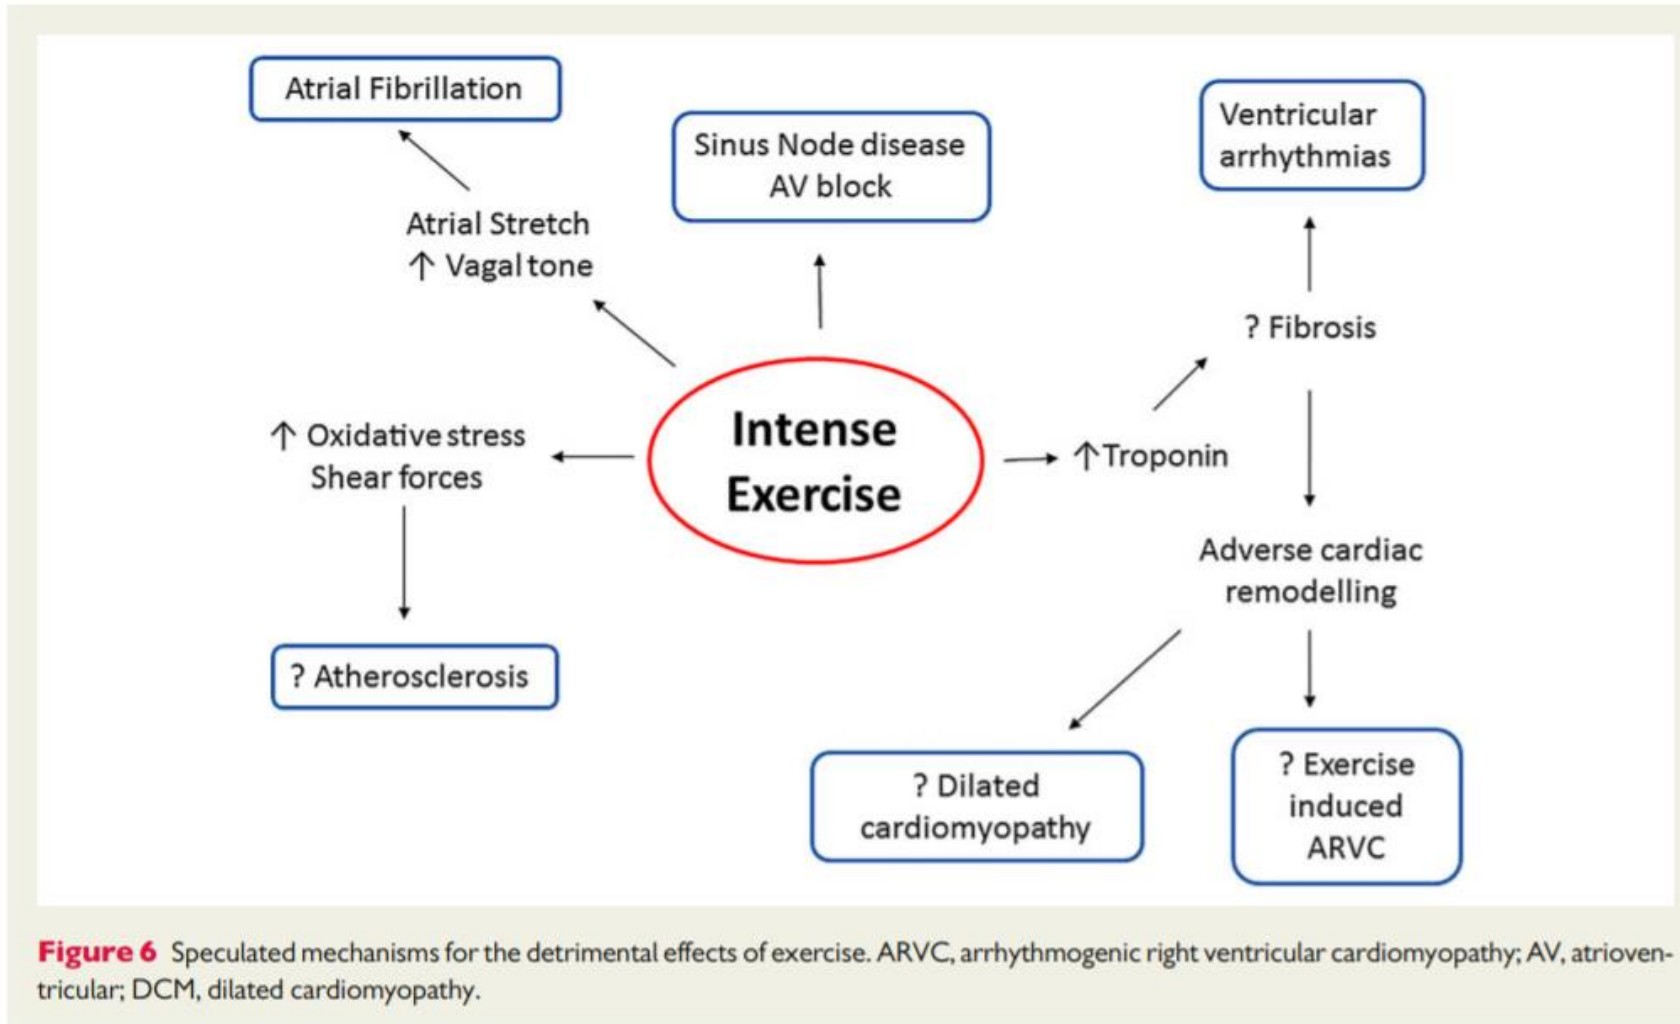 Atrial Fibrillation
Sinus Node disease
AV block
Ventricular
arrhythmias
Atrial Stretch
↑ Vagal tone
? Fibrosis
Intense
Exercise
↑ Oxidative stress
Shear forces
↑Troponin
Adverse cardiac
remodelling
? Atherosclerosis
? Dilated
cardiomyopathy
? Exercise
induced
ARVC
Figure 6 Speculated mechanisms for the detrimental effects of exercise. ARVC, arrhythmogenic right ventricular cardiomyopathy; AV, atrioven-
tricular; DCM, dilated cardiomyopathy.